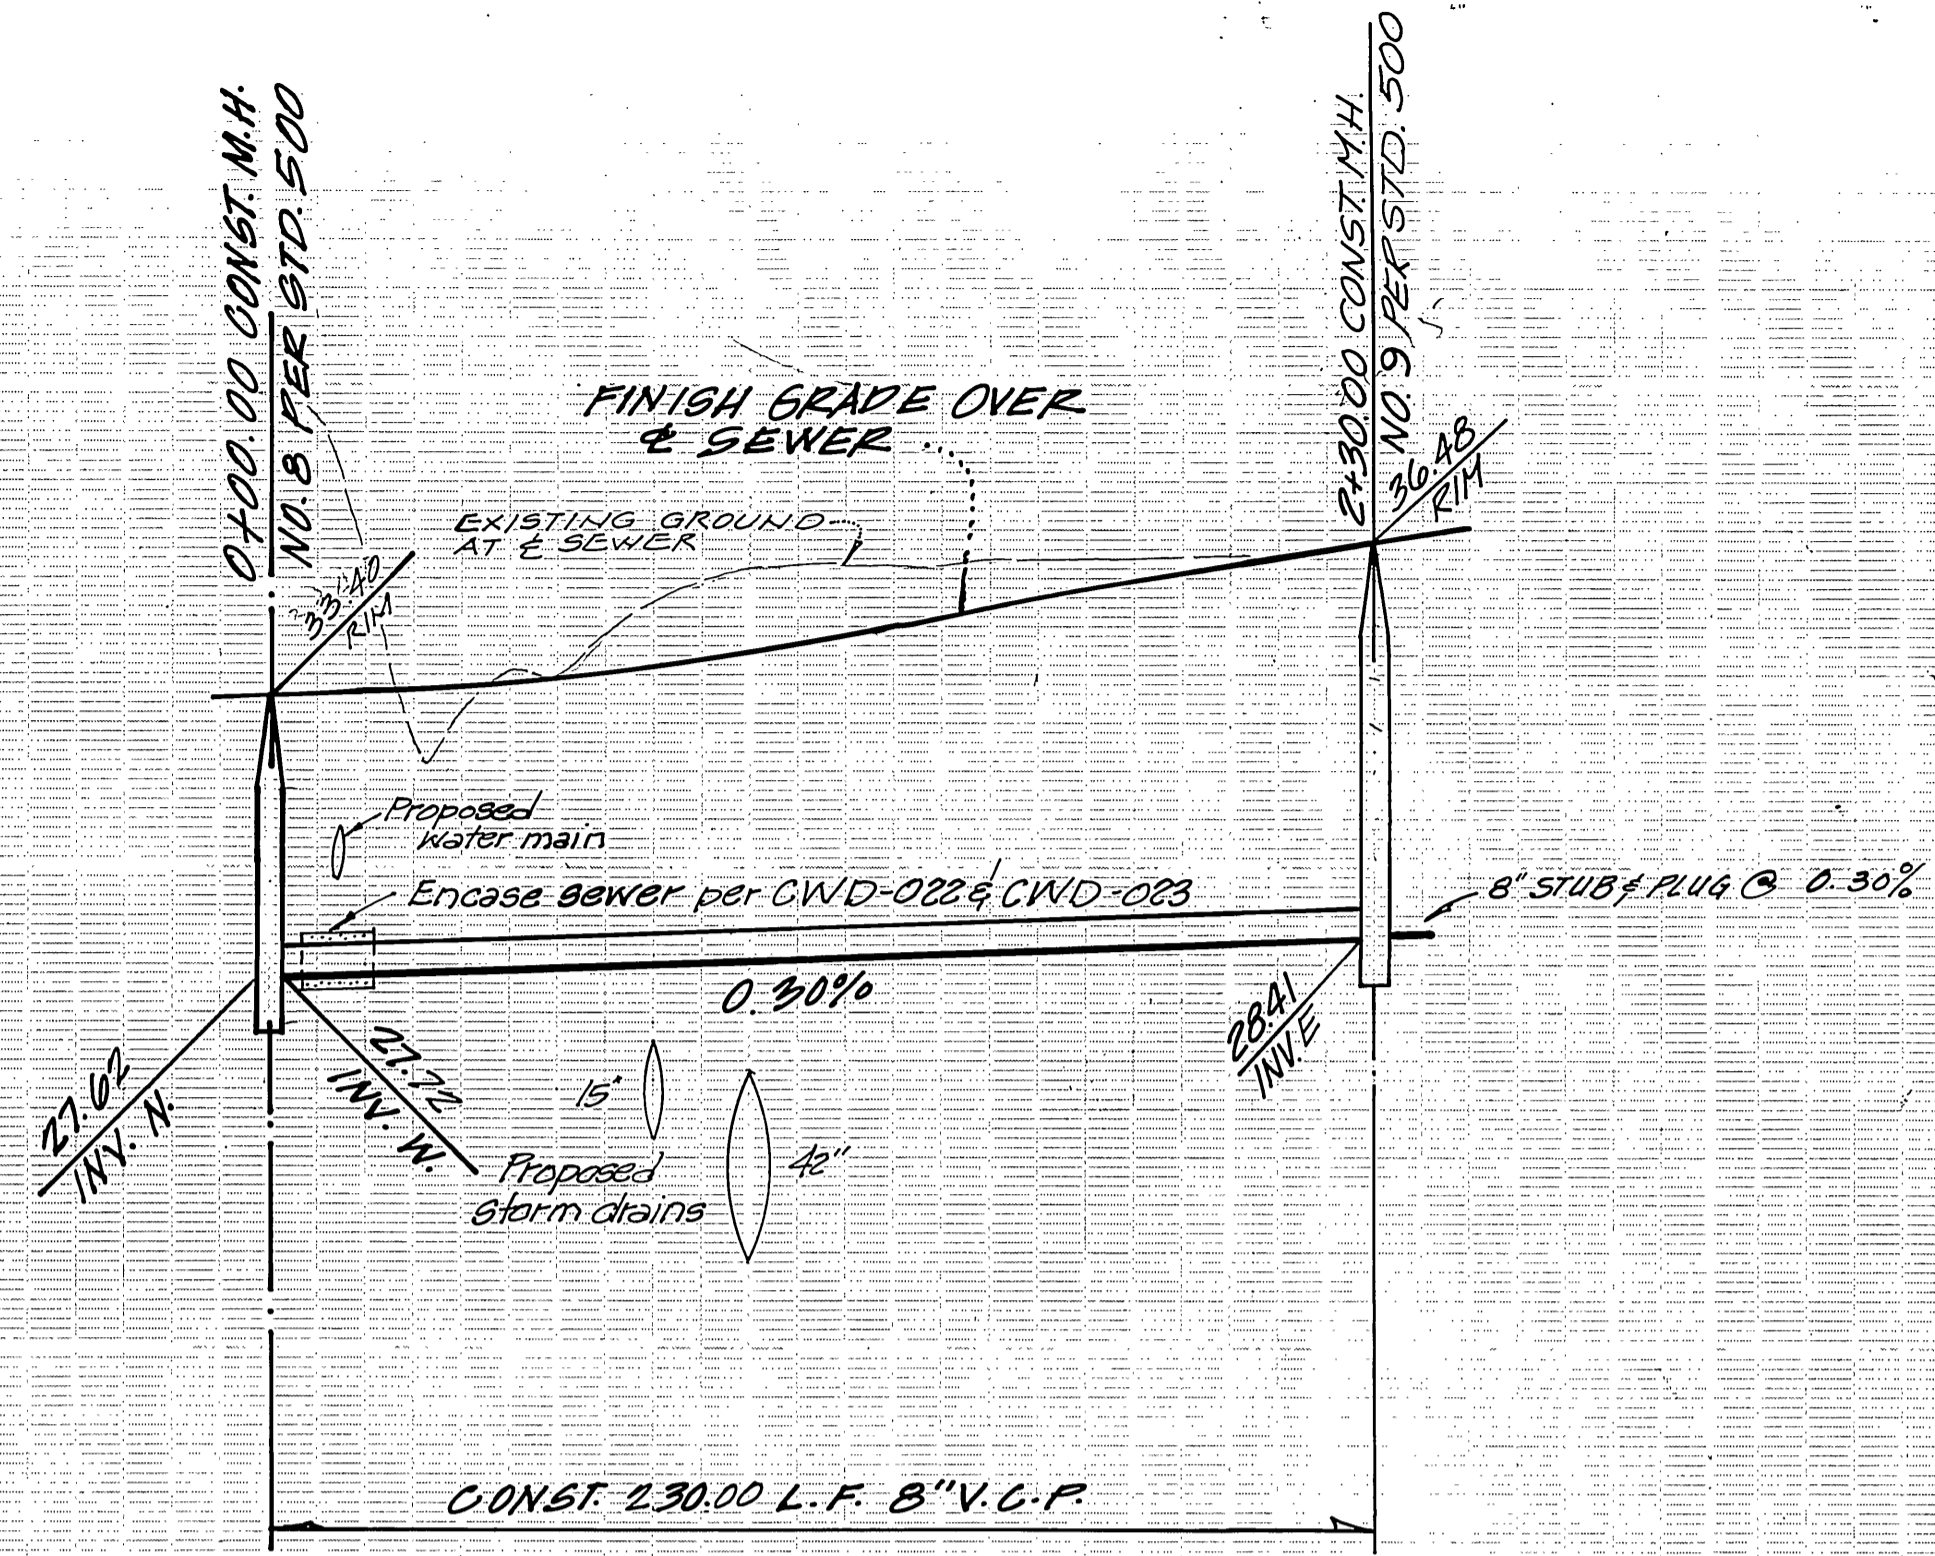 0+00.00 CONST. M.H.
NO. 8 PER STD. 500
33.40
RIM
FINISH GRADE OVER
℄ SEWER
EXISTING GROUND
AT ℄ SEWER
2+30.00 CONST. M.H.
NO. 9 PER STD. 500
36.48
RIM
Proposed
water main
Encase sewer per CWD-022 & CWD-023
8" STUB & PLUG @ 0.30%
0.30%
27.62
INV. N.
27.72
INV. W.
28.41
INV. E
15"
42"
Proposed
Storm drains
CONST. 230.00 L.F. 8" V.C.P.